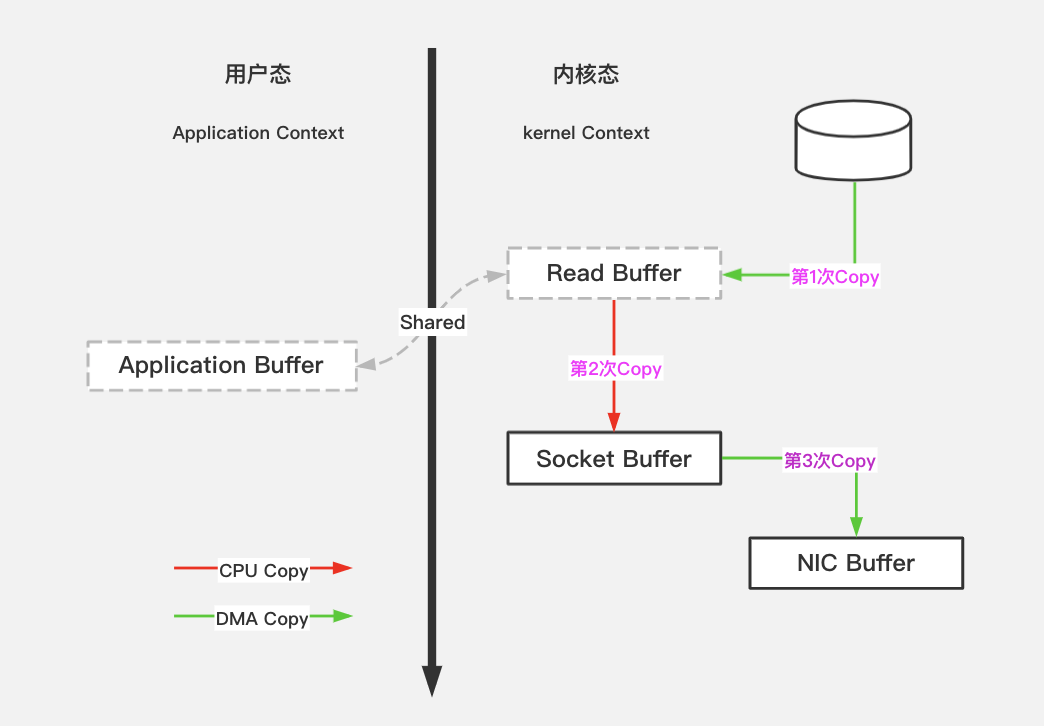 用户态
内核态
Application Context
kernel Context
Read Buffer
第1次Copy
Shared
Application Buffer
第2次Copy
Socket Buffer
第3次Copy
NIC Buffer
CPU Copy
DMA Copy